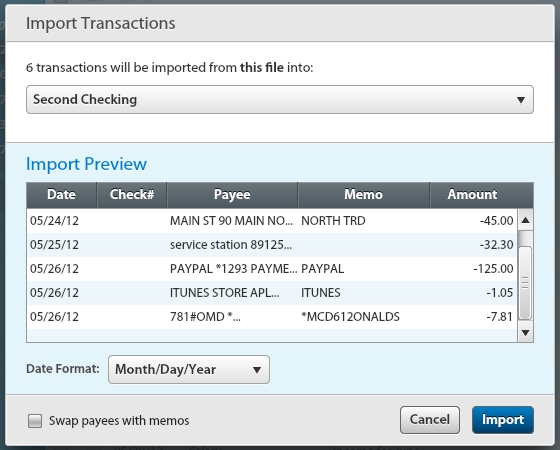 Import Transactions
6 transactions will be imported from this file into:
Second Checking
Import Preview
Date Check# Payee Memo Amount
05/24/12 MAIN ST 90 MAIN NO... NORTH TRD -45.00
05/25/12 service station 89125... -32.30
05/26/12 PAYPAL *1293 PAYME... PAYPAL -125.00
05/26/12 ITUNES STORE APL... ITUNES -1.05
05/26/12 781#OMD *... *MCD612ONALDS -7.81
Date Format: Month/Day/Year
Swap payees with memos Cancel Import